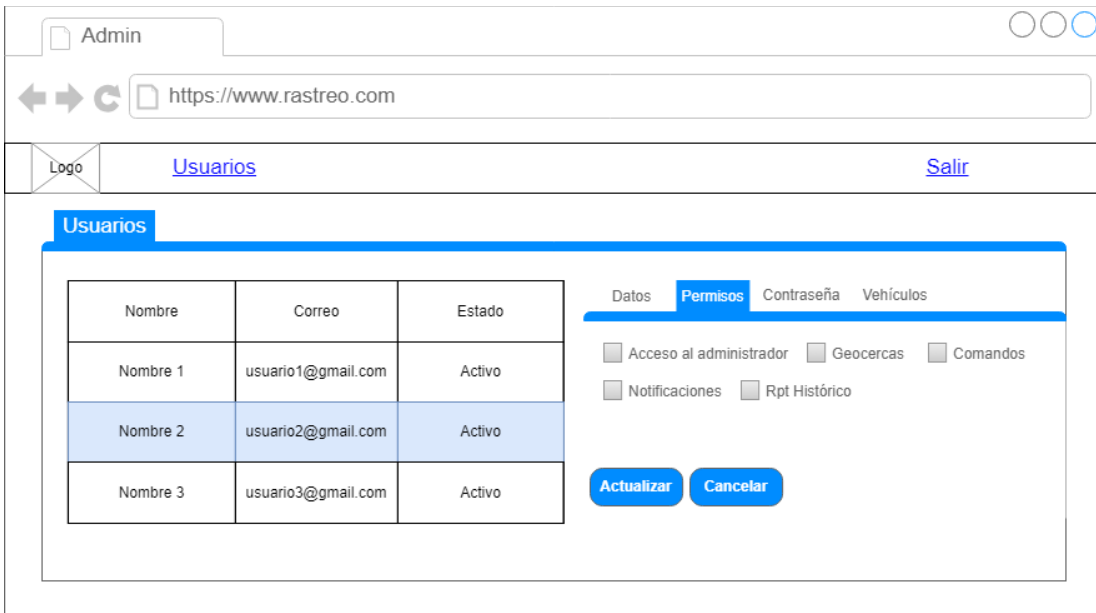 Admin
https://www.rastreo.com
Logo Usuarios Salir
Usuarios
Nombre Correo Estado
Nombre 1 usuario1@gmail.com Activo
Nombre 2 usuario2@gmail.com Activo
Nombre 3 usuario3@gmail.com Activo
Datos Permisos Contraseña Vehículos
Acceso al administrador Geocercas Comandos
Notificaciones Rpt Histórico
Actualizar Cancelar